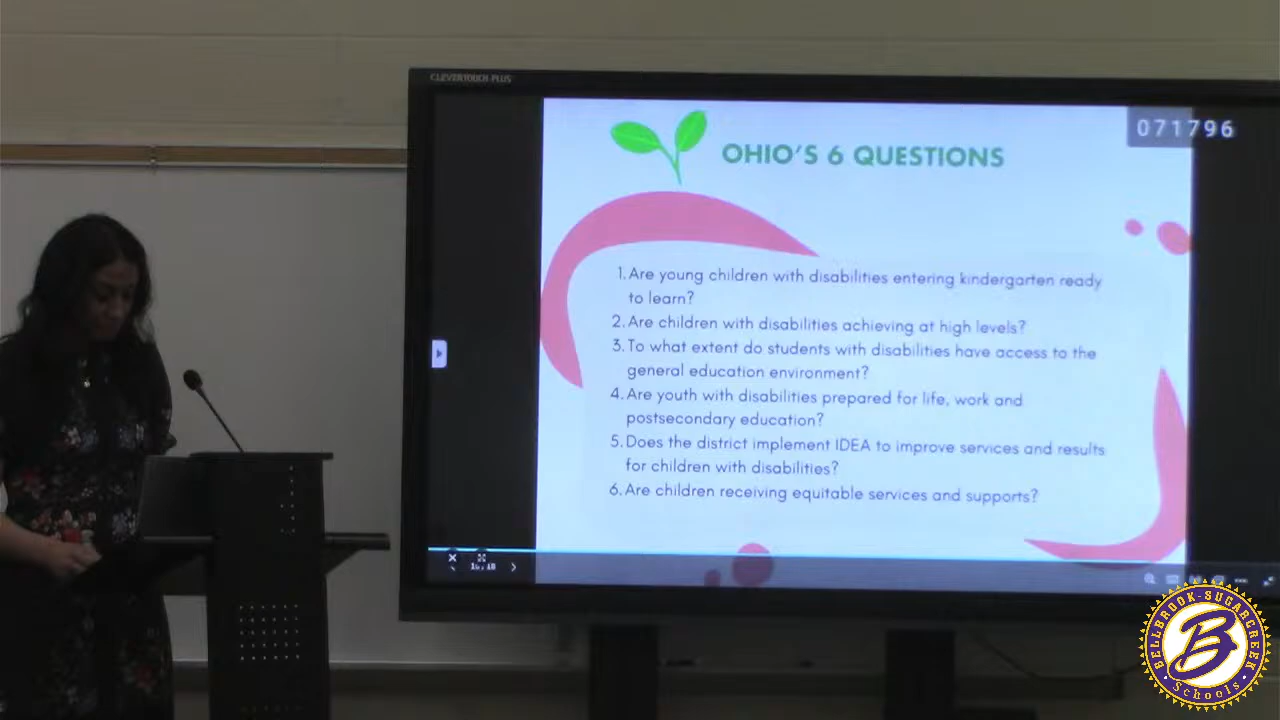 CLEVERTOUCH PLUS
071796
OHIO'S 6 QUESTIONS
1. Are young children with disabilities entering kindergarten ready
to learn?
2. Are children with disabilities achieving at high levels?
3. To what extent do students with disabilities have access to the
general education environment?
4. Are youth with disabilities prepared for life, work and
postsecondary education?
5. Does the district implement IDEA to improve services and results
for children with disabilities?
6. Are children receiving equitable services and supports?
BELLBROOK-SUGARCREEK
B
Schools